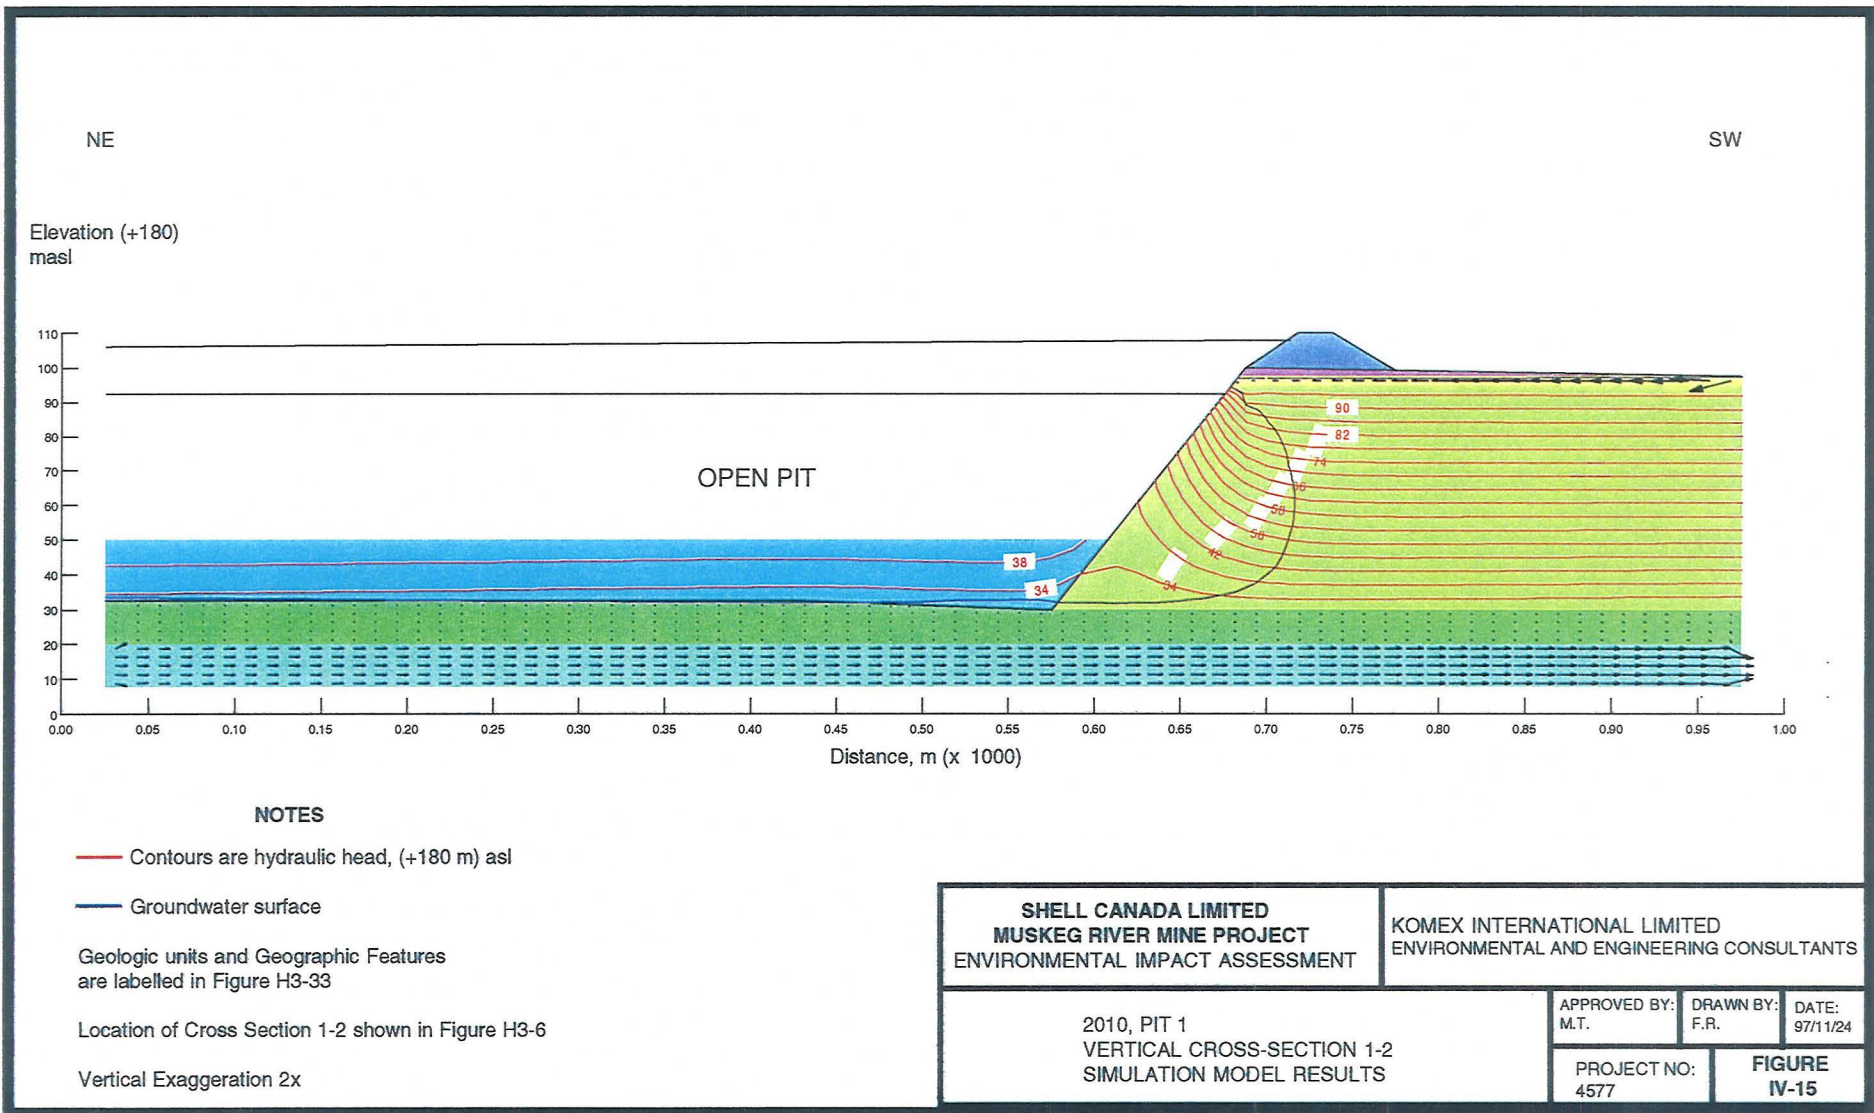 NE
SW
Elevation (+180)
masl
110
100
90
80
70
60
50
40
30
20
10
0
90
82
74
66
58
50
42
34
38
34
OPEN PIT
0.00 0.05 0.10 0.15 0.20 0.25 0.30 0.35 0.40 0.45 0.50 0.55 0.60 0.65 0.70 0.75 0.80 0.85 0.90 0.95 1.00
Distance, m (x 1000)
NOTES
Contours are hydraulic head, (+180 m) asl
Groundwater surface
Geologic units and Geographic Features
are labelled in Figure H3-33
Location of Cross Section 1-2 shown in Figure H3-6
Vertical Exaggeration 2x
SHELL CANADA LIMITED
MUSKEG RIVER MINE PROJECT
ENVIRONMENTAL IMPACT ASSESSMENT
KOMEX INTERNATIONAL LIMITED
ENVIRONMENTAL AND ENGINEERING CONSULTANTS
2010, PIT 1
VERTICAL CROSS-SECTION 1-2
SIMULATION MODEL RESULTS
APPROVED BY:
M.T.
DRAWN BY:
F.R.
DATE:
97/11/24
PROJECT NO:
4577
FIGURE
IV-15